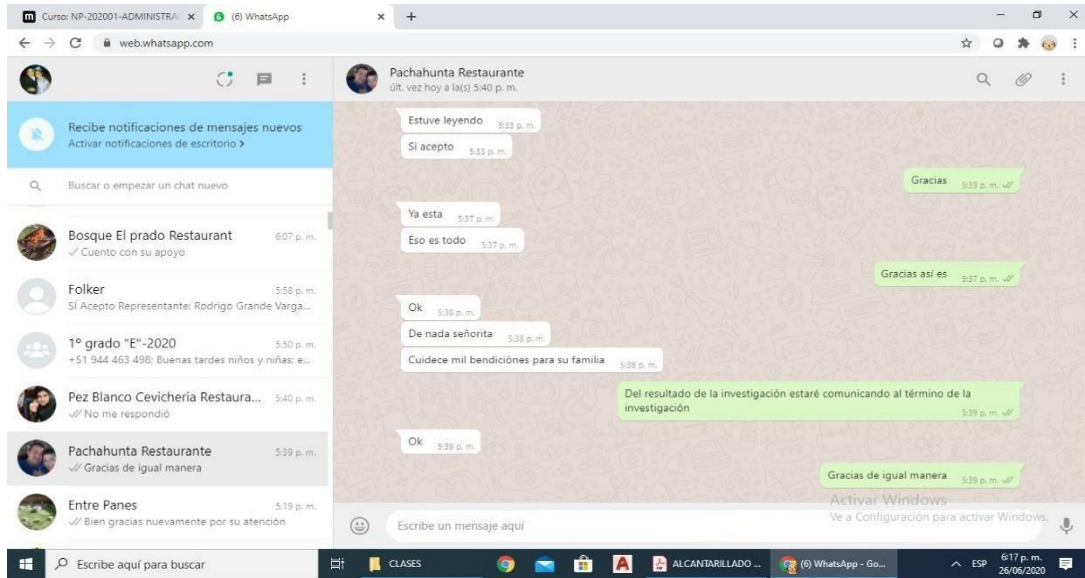 Curso: NP-202001-ADMINISTRA
(6) WhatsApp
web.whatsapp.com
Pachahunta Restaurante
últ. vez hoy a la(s) 5:40 p. m.
Recibe notificaciones de mensajes nuevos
Activar notificaciones de escritorio >
Buscar o empezar un chat nuevo
Bosque El prado Restaurant 6:07 p. m.
Cuento con su apoyo
Folker 5:58 p. m.
SÍ Acepto Representante: Rodrigo Grande Varga...
1º grado "E"-2020 5:50 p. m.
+51 944 463 498: Buenas tardes niños y niñas: e...
Pez Blanco Cevicheria Restaura... 5:40 p. m.
No me respondió
Pachahunta Restaurante 5:39 p. m.
Gracias de igual manera
Entre Panes 5:19 p. m.
Bien gracias nuevamente por su atención
Estuve leyendo 5:33 p. m.
Si acepto 5:33 p. m.
Gracias 5:33 p. m.
Ya esta 5:37 p. m.
Eso es todo 5:37 p. m.
Gracias así es 5:37 p. m.
Ok 5:38 p. m.
De nada señorita 5:38 p. m.
Cuidece mil bendiciónes para su familia 5:38 p. m.
Del resultado de la investigación estaré comunicando al término de la
investigación 5:39 p. m.
Ok 5:39 p. m.
Gracias de igual manera 5:39 p. m.
Activar Windows
Ve a Configuración para activar Windows.
Escribe un mensaje aquí
Escribe aquí para buscar
CLASES
ALCANTARILLADO ...
(6) WhatsApp - Go...
ESP
6:17 p. m.
26/06/2020